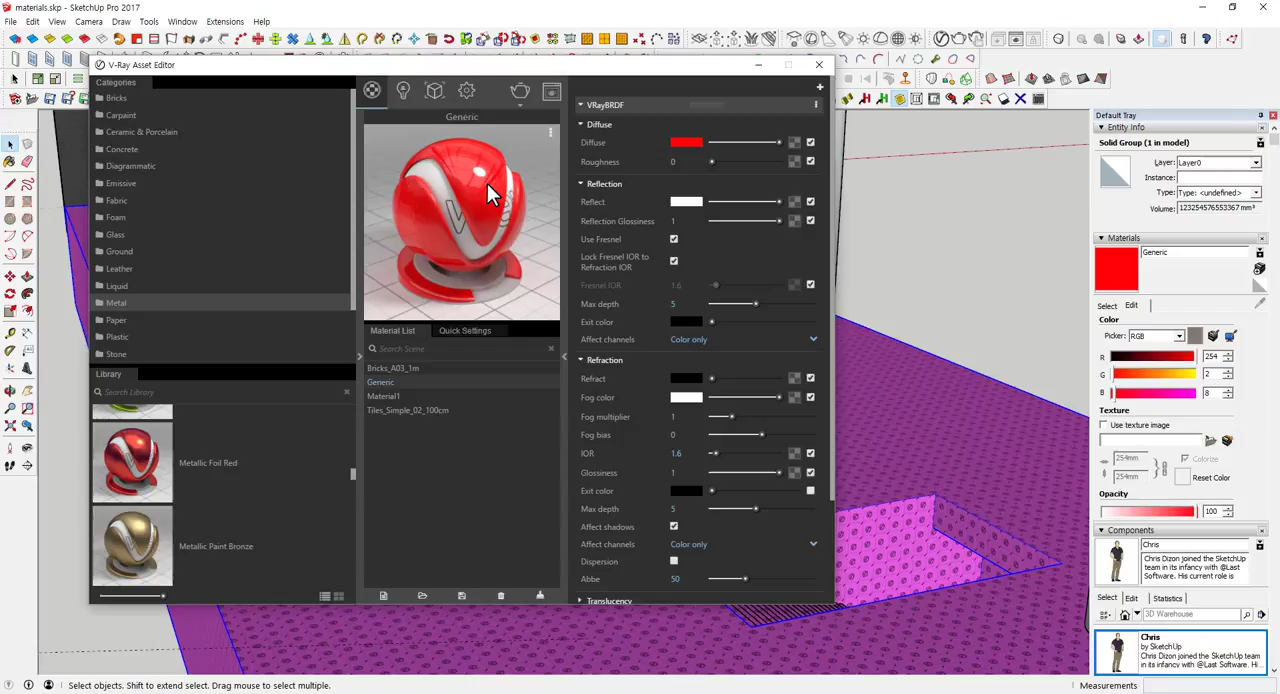 materials.skp - SketchUp Pro 2017
File Edit View Camera Draw Tools Window Extensions Help
V-Ray Asset Editor
Categories
Bricks
Carpaint
Ceramic & Porcelain
Concrete
Diagrammatic
Emissive
Fabric
Foam
Glass
Ground
Leather
Liquid
Metal
Paper
Plastic
Stone
Library
Search Library
Metallic Foil Red
Metallic Paint Bronze
Generic
Material List Quick Settings
Search Scene
Bricks_A03_1m
Generic
Material1
Tiles_Simple_02_100cm
VRayBRDF
Diffuse
Diffuse
Roughness 0
Reflection
Reflect
Reflection Glossiness 1
Use Fresnel
Lock Fresnel IOR to
Refraction IOR
Fresnel IOR 1.6
Max depth 5
Exit color
Affect channels Color only
Refraction
Refract
Fog color
Fog multiplier 1
Fog bias 0
IOR 1.6
Glossiness 1
Exit color
Max depth 5
Affect shadows
Affect channels Color only
Dispersion
Abbe 50
Translucency
Default Tray
Entity Info
Solid Group (1 in model)
Layer: Layer0
Instance:
Type: Type: <undefined>
Volume: 123254576553367 mm³
Materials
Generic
Select Edit
Color
Picker: RGB
R 254
G 2
B 8
Texture
Use texture image
254mm
Colorize
254mm
Reset Color
Opacity
100
Components
Chris
Chris Dizon joined the SketchUp
team in its infancy with @Last
Software. His current role is
Select Edit Statistics
3D Warehouse
Chris
by SketchUp
Chris Dizon joined the SketchUp
team in its infancy with @Last Software. Hi...
Select objects. Shift to extend select. Drag mouse to select multiple.
Measurements